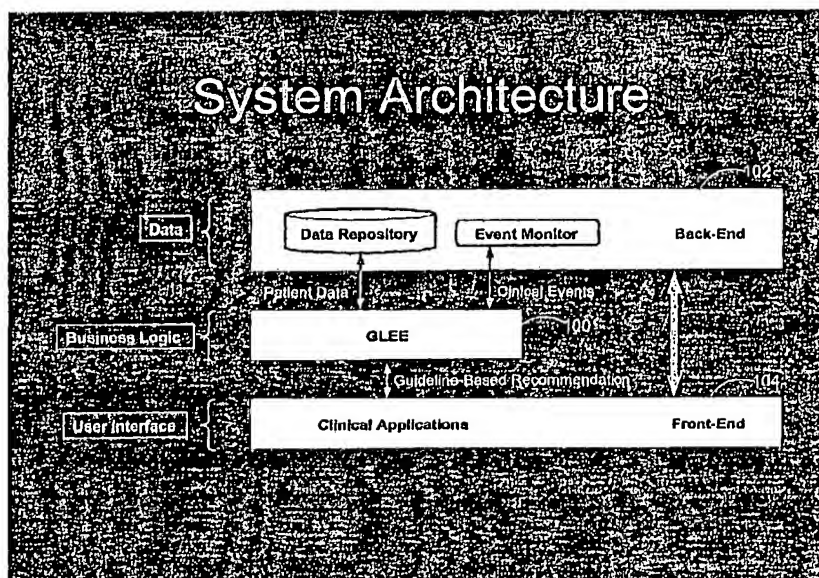 System Architecture
102
Data
Data Repository
Event Monitor
Back-End
Patient Data
Clinical Events
100
Business Logic
GLEE
Guideline-Based Recommendation
104
User Interface
Clinical Applications
Front-End